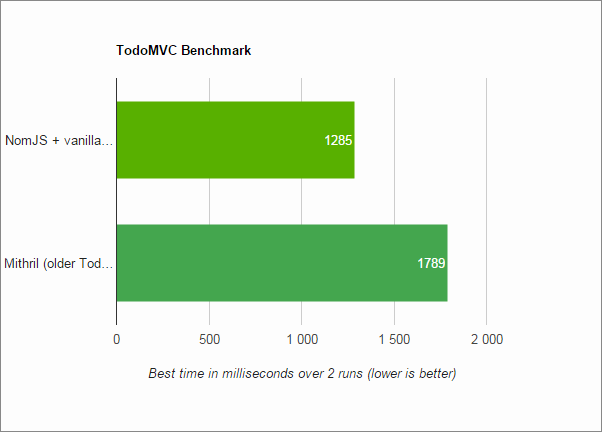 TodoMVC Benchmark
NomJS + vanilla...
1285
Mithril (older Tod...
1789
0 500 1 000 1 500 2 000
Best time in milliseconds over 2 runs (lower is better)